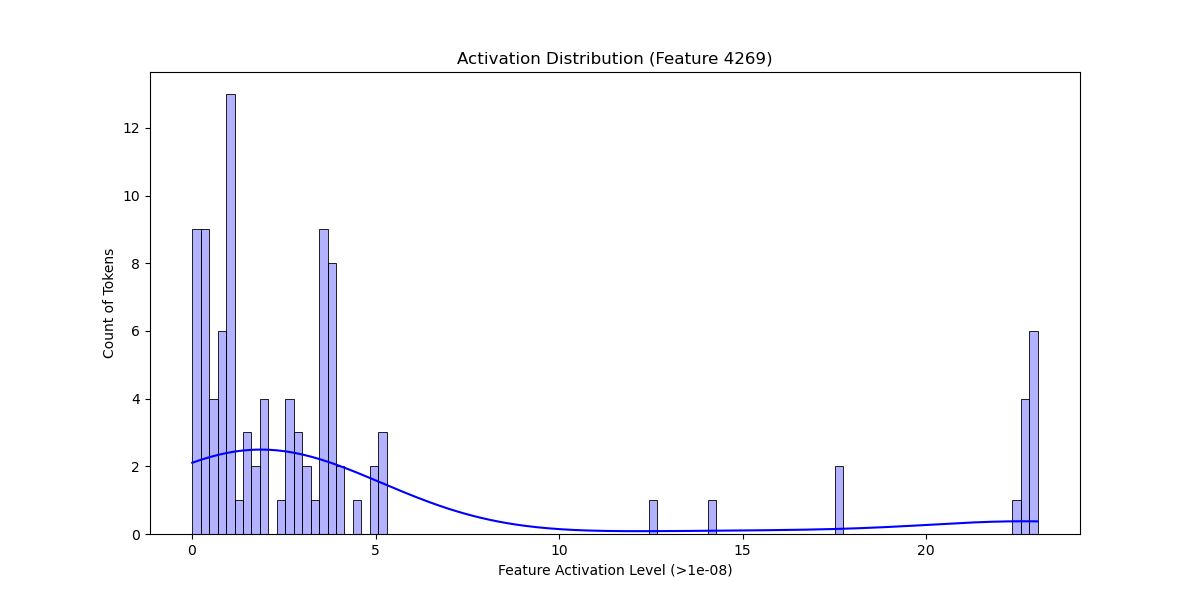 Activation Distribution (Feature 4269)
Count of Tokens
12
10
8
6
4
2
0
0 5 10 15 20
Feature Activation Level (>1e-08)